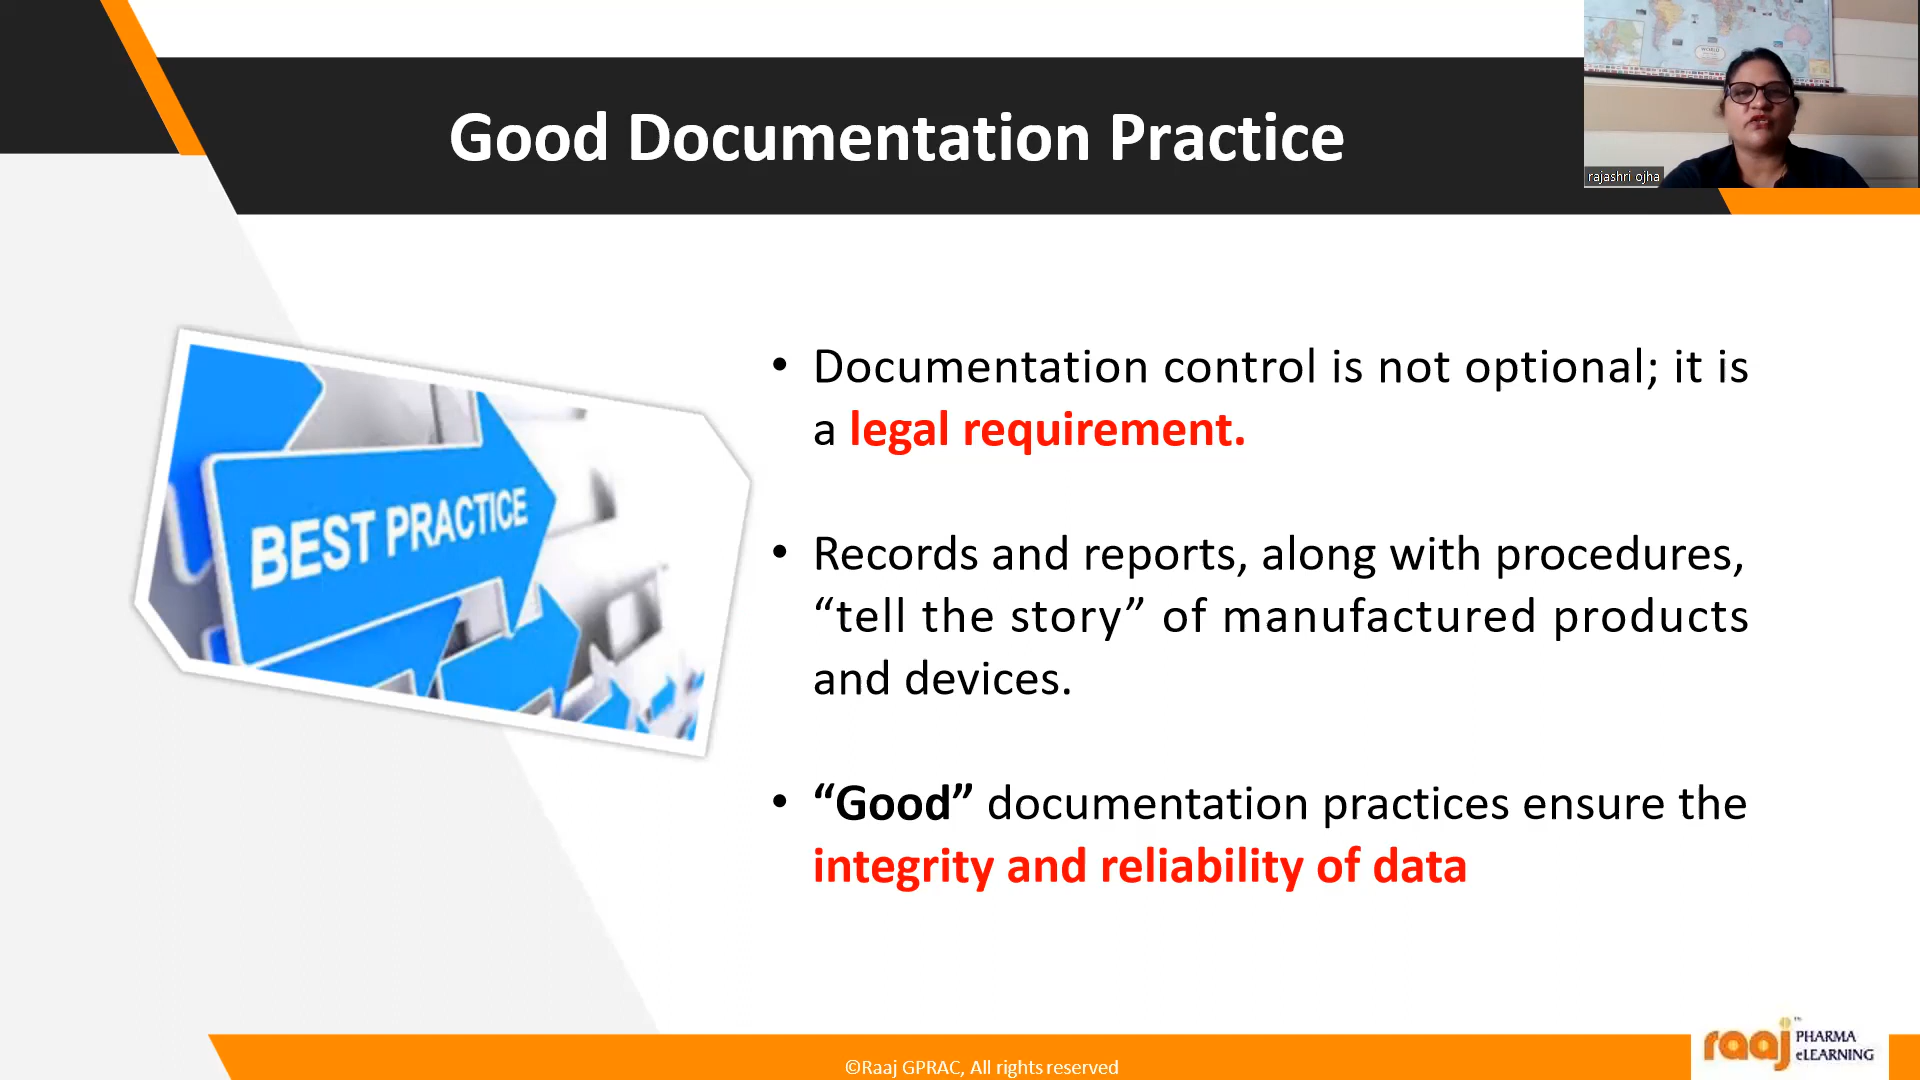 Good Documentation Practice
WORLD
rajashri ojha
BEST PRACTICE
• Documentation control is not optional; it is
a legal requirement.
• Records and reports, along with procedures,
“tell the story” of manufactured products
and devices.
• “Good” documentation practices ensure the
integrity and reliability of data
©Raaj GPRAC, All rights reserved
raaj™ PHARMA
eLEARNING